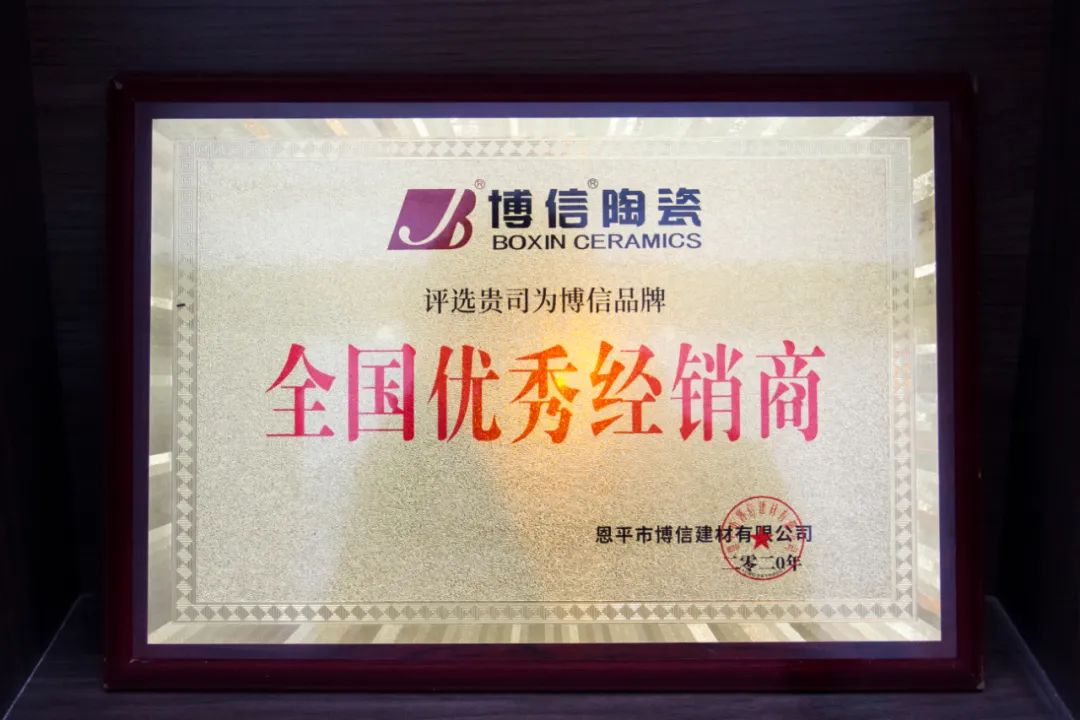 博信陶瓷
BOXIN CERAMICS
评选贵司为博信品牌
全国优秀经销商
恩平市博信建材有限公司
二零二0年